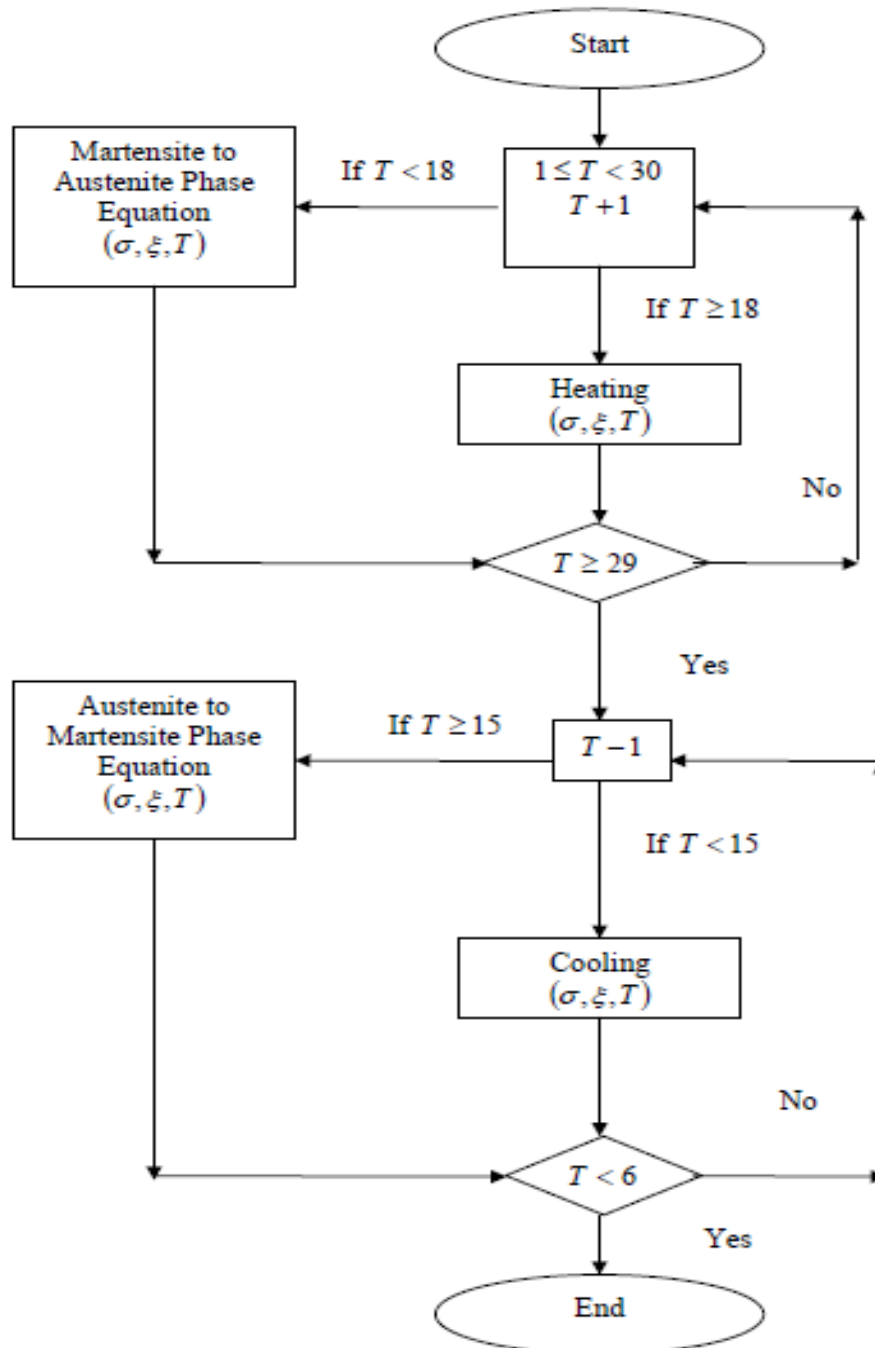 Start
1 ≤ T < 30
T + 1
If T < 18
Martensite to
Austenite Phase
Equation
(σ, ξ, T)
If T ≥ 18
Heating
(σ, ξ, T)
No
T ≥ 29
Yes
T − 1
If T ≥ 15
Austenite to
Martensite Phase
Equation
(σ, ξ, T)
If T < 15
Cooling
(σ, ξ, T)
No
T < 6
Yes
End